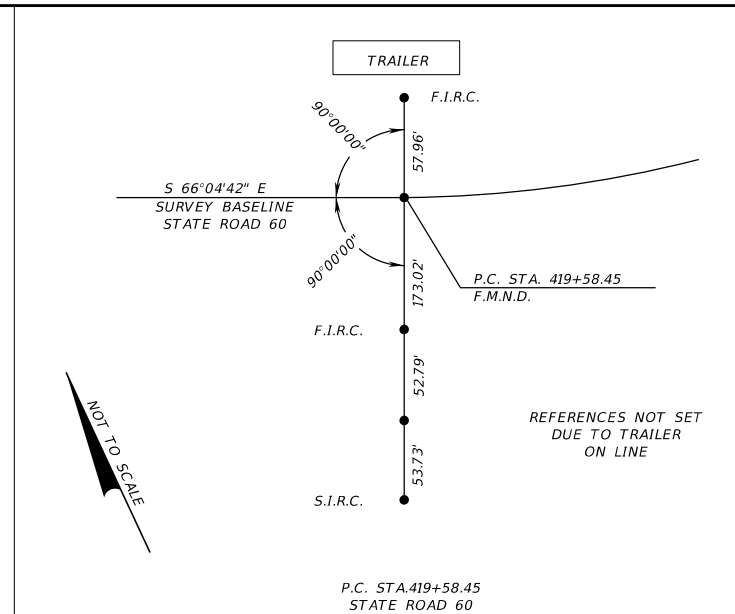 TRAILER
F.I.R.C.
90°00'00"
57.96'
S 66°04'42" E
SURVEY BASELINE
STATE ROAD 60
90°00'00"
173.02'
P.C. STA. 419+58.45
F.M.N.D.
F.I.R.C.
52.79'
NOT TO SCALE
REFERENCES NOT SET
DUE TO TRAILER
ON LINE
53.73'
S.I.R.C.
P.C. STA.419+58.45
STATE ROAD 60